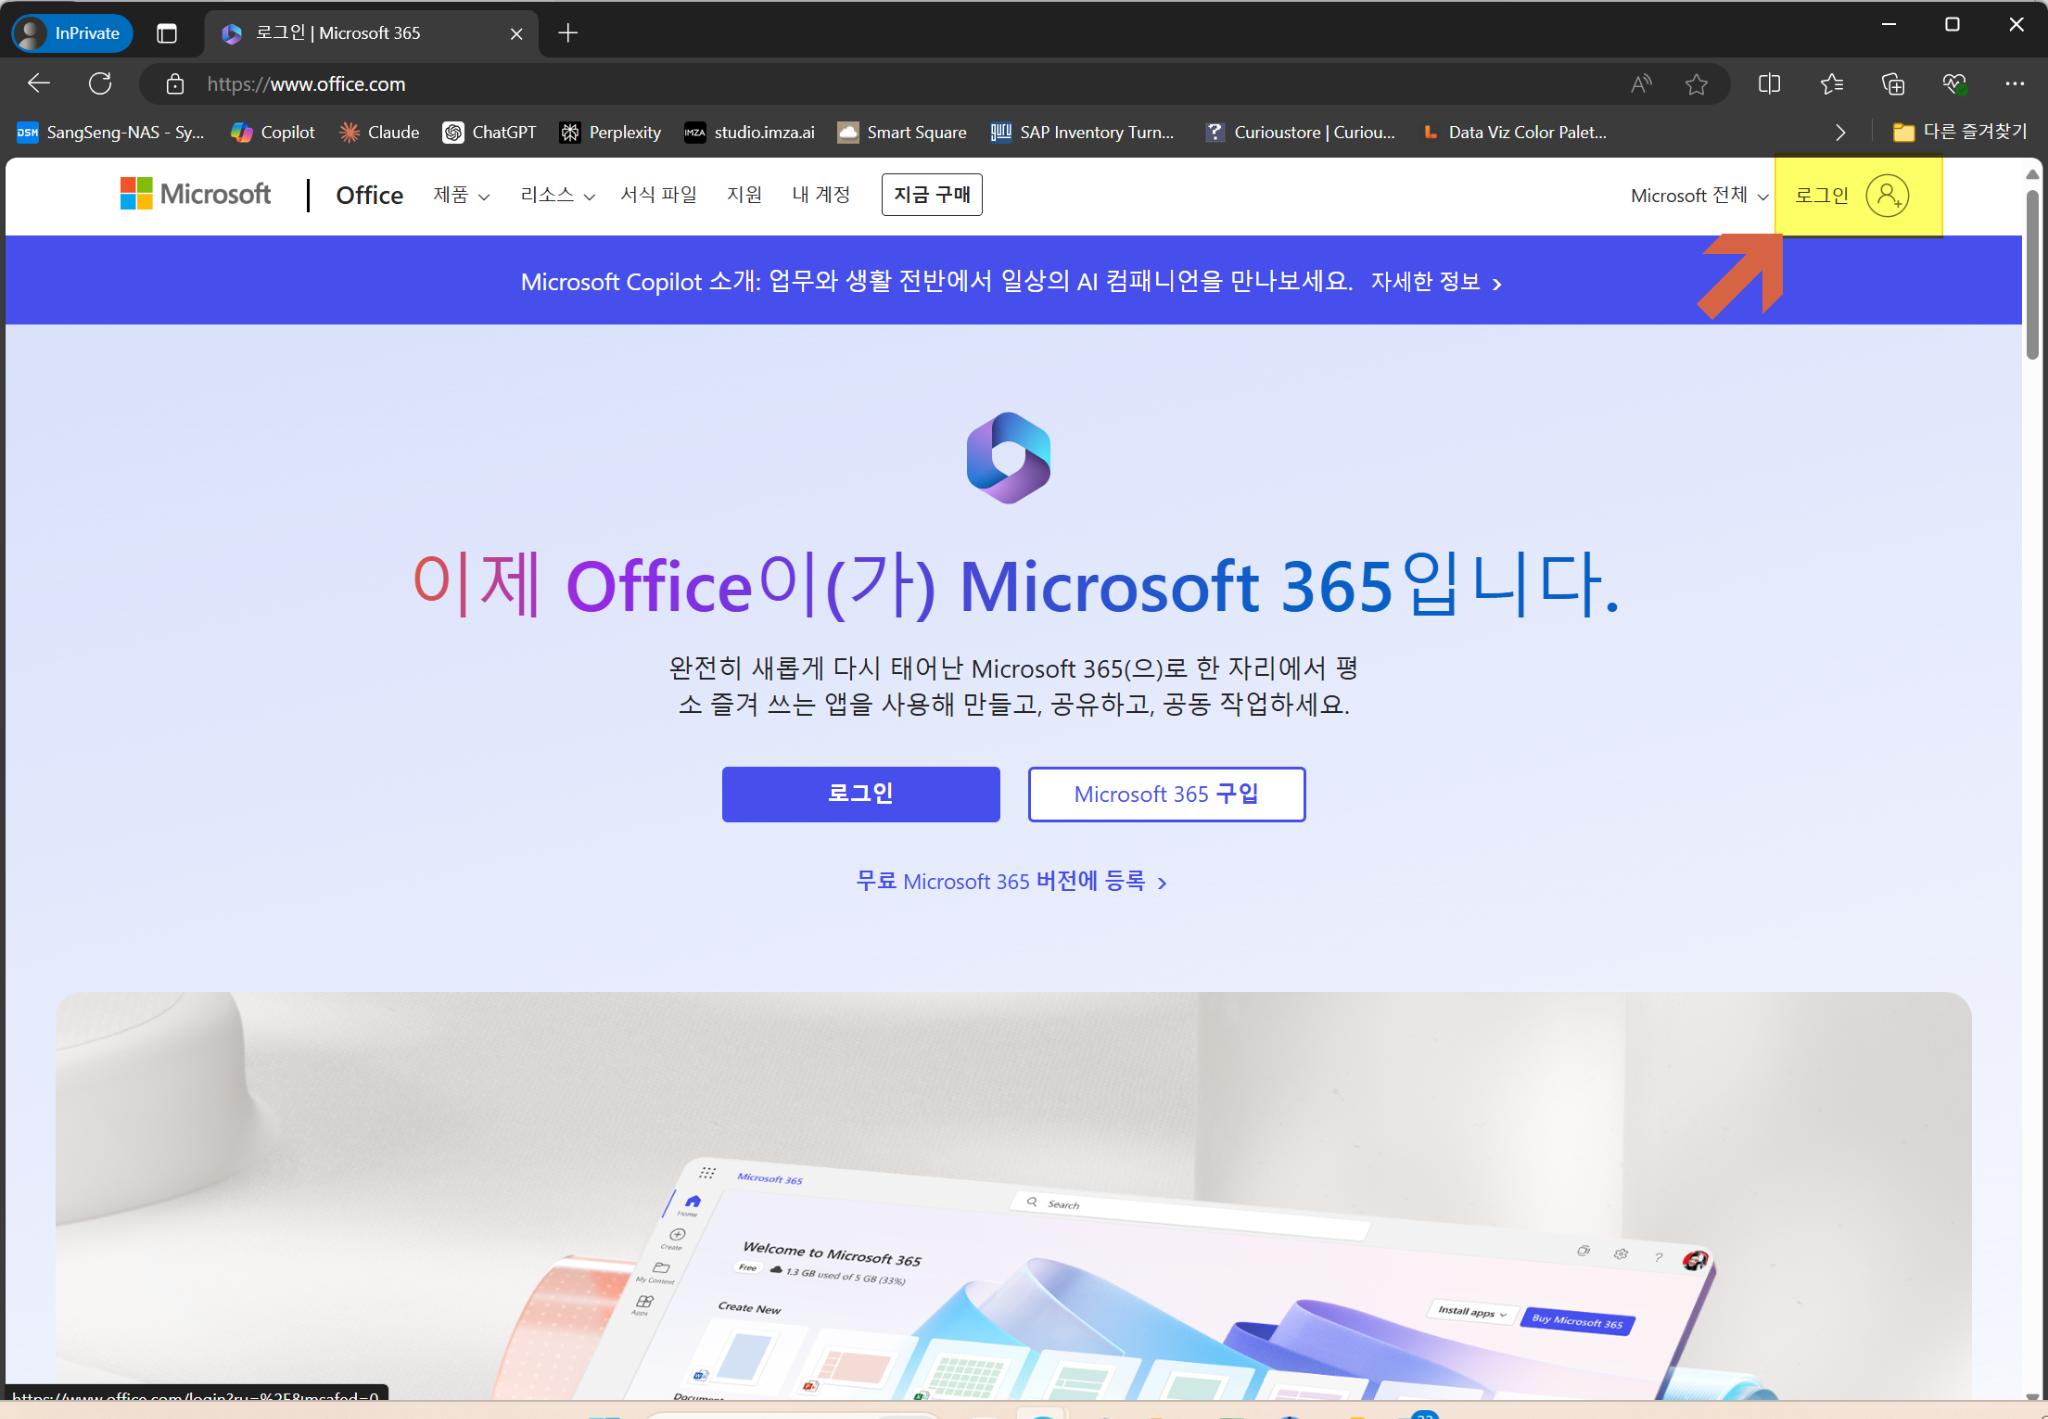 InPrivate
로그인 | Microsoft 365
https://www.office.com
SangSeng-NAS - Sy...
Copilot
Claude
ChatGPT
Perplexity
studio.imza.ai
Smart Square
SAP Inventory Turn...
Curioustore | Curiou...
Data Viz Color Palet...
다른 즐겨찾기
Microsoft
Office
제품
리소스
서식 파일
지원
내 계정
지금 구매
Microsoft 전체
로그인
Microsoft Copilot 소개: 업무와 생활 전반에서 일상의 AI 컴패니언을 만나보세요. 자세한 정보 >
이제 Office이(가) Microsoft 365입니다.
완전히 새롭게 다시 태어난 Microsoft 365(으)로 한 자리에서 평
소 즐겨 쓰는 앱을 사용해 만들고, 공유하고, 공동 작업하세요.
로그인
Microsoft 365 구입
무료 Microsoft 365 버전에 등록 >
Microsoft 365
Search
Home
Create
My Content
Apps
Welcome to Microsoft 365
Free
1.3 GB used of 5 GB (33%)
Create New
Install apps
Buy Microsoft 365